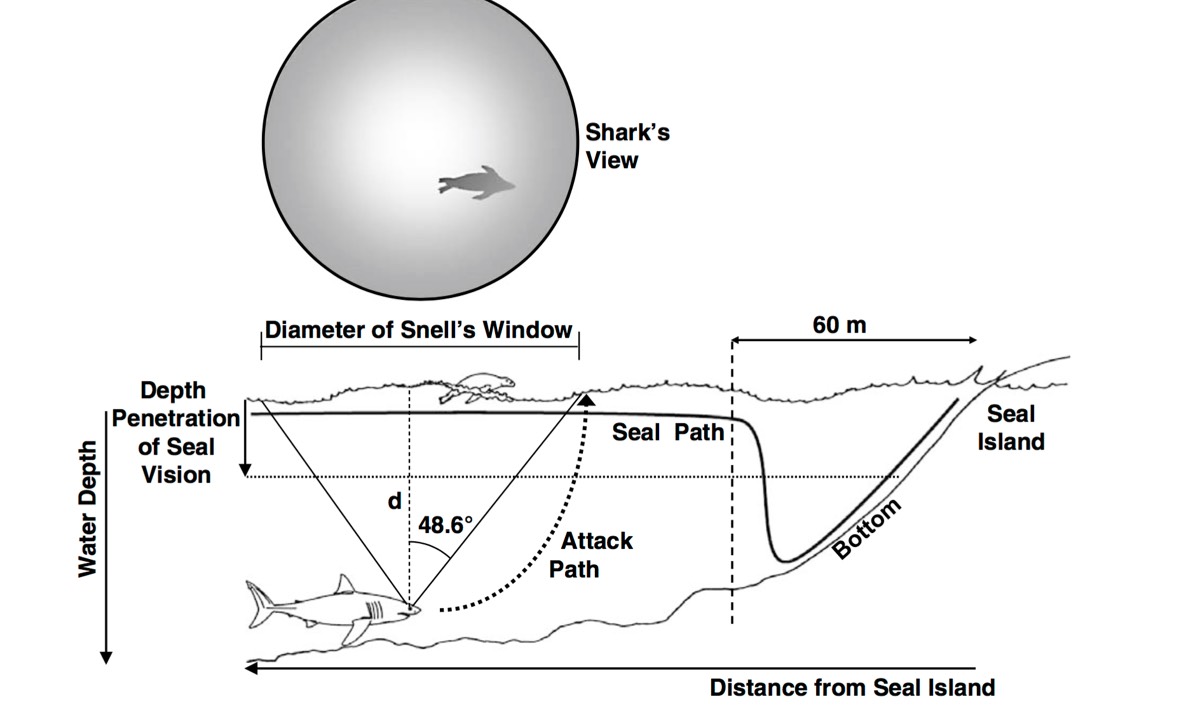 Shark's
View
Diameter of Snell's Window
60 m
Depth
Penetration
of Seal
Vision
Seal Path
Seal
Island
Water Depth
d
48.6°
Attack
Path
Bottom
Distance from Seal Island